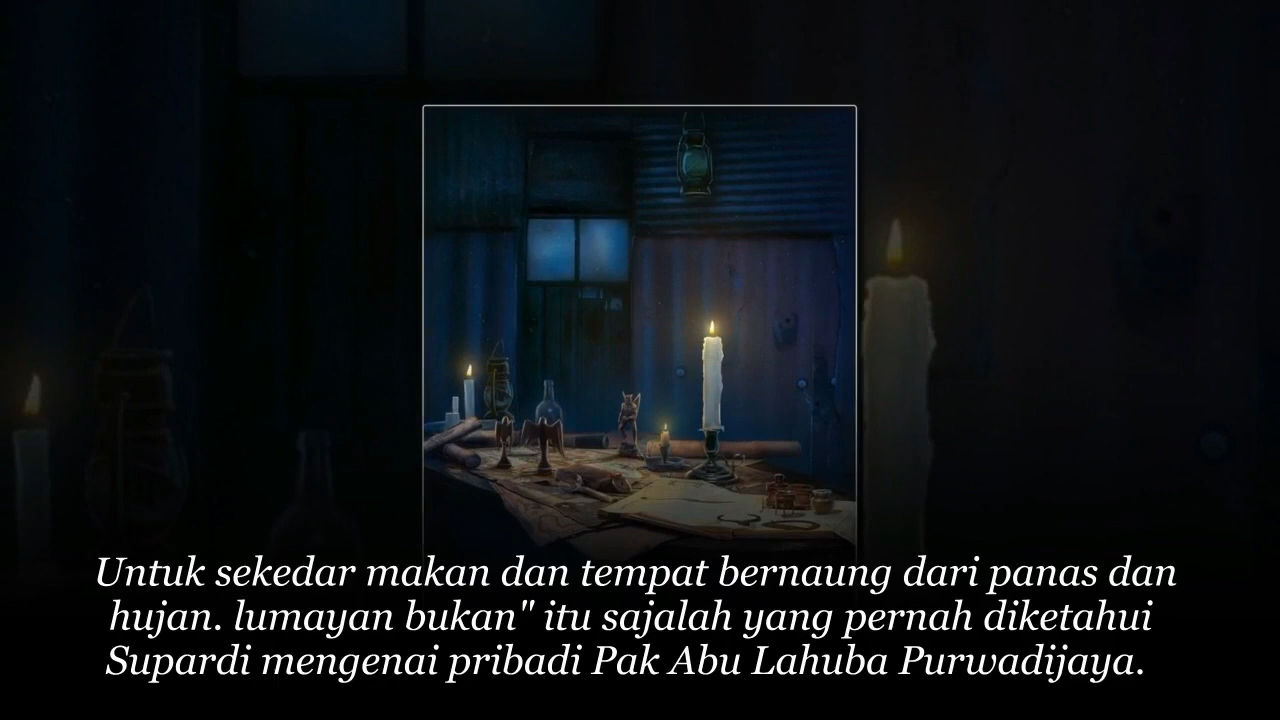 Untuk sekedar makan dan tempat bernaung dari panas dan
hujan. lumayan bukan" itu sajalah yang pernah diketahui
Supardi mengenai pribadi Pak Abu Lahuba Purwadijaya.